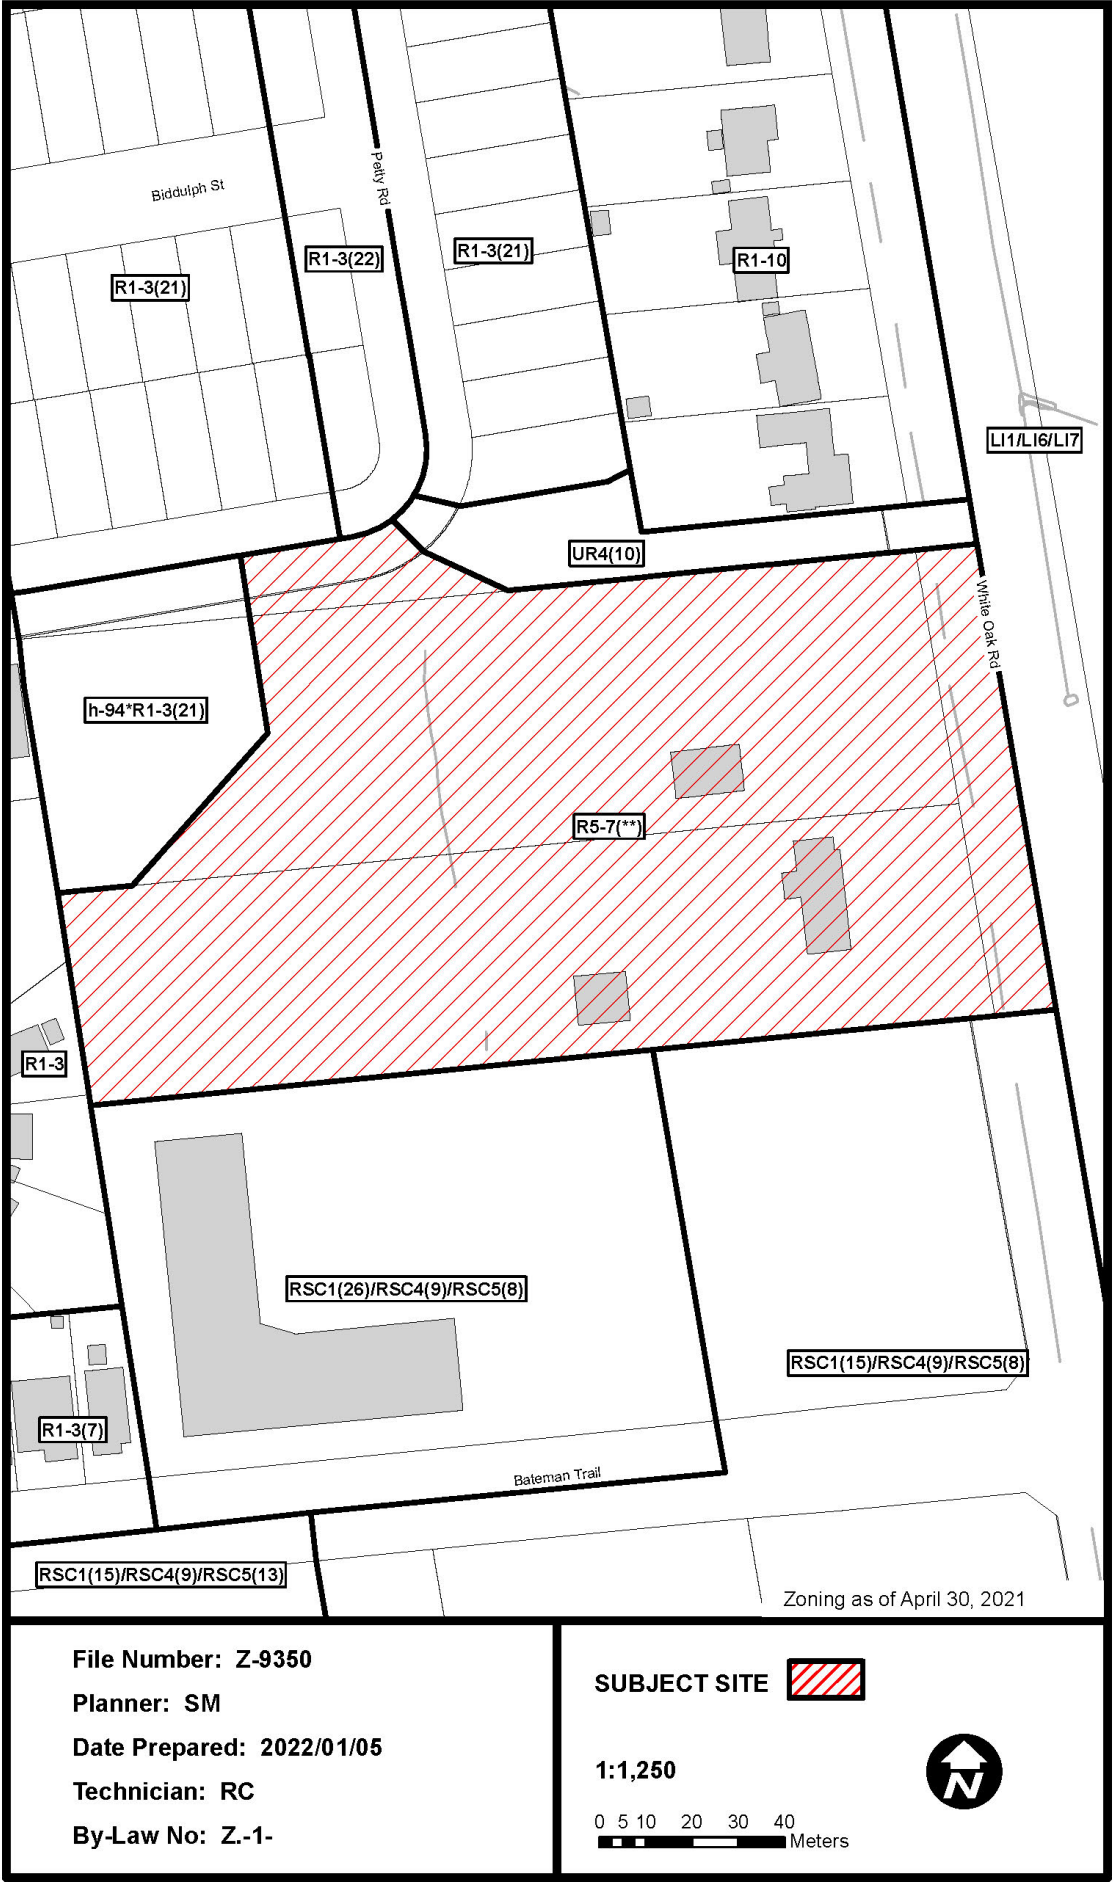 Petty Rd
Biddulph St
R1-3(22)
R1-3(21)
R1-10
R1-3(21)
LI1/LI6/LI7
UR4(10)
White Oak Rd
h-94*R1-3(21)
R5-7(**)
R1-3
RSC1(26)/RSC4(9)/RSC5(8)
RSC1(15)/RSC4(9)/RSC5(8)
R1-3(7)
Bateman Trail
RSC1(15)/RSC4(9)/RSC5(13)
Zoning as of April 30, 2021
File Number: Z-9350
Planner: SM
Date Prepared: 2022/01/05
Technician: RC
By-Law No: Z.-1-
SUBJECT SITE
1:1,250
0 5 10 20 30 40
Meters
N